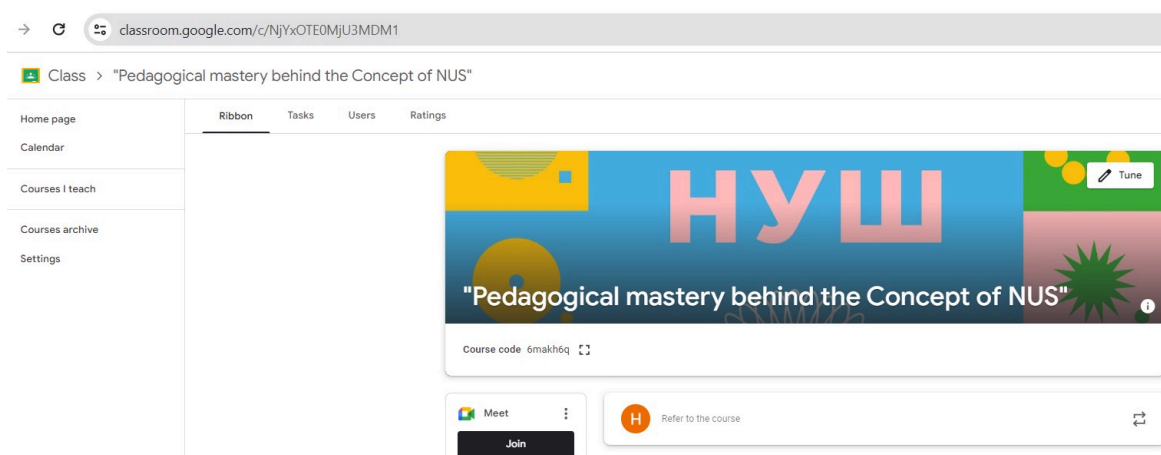 classroom.google.com/c/NjYxOTE0MjU3MDM1
Class > "Pedagogical mastery behind the Concept of NUS"
Home page
Calendar
Courses I teach
Courses archive
Settings
Ribbon Tasks Users Ratings
Tune
НУШ
"Pedagogical mastery behind the Concept of NUS"
Course code 6makh6q
Meet
Join
H Refer to the course